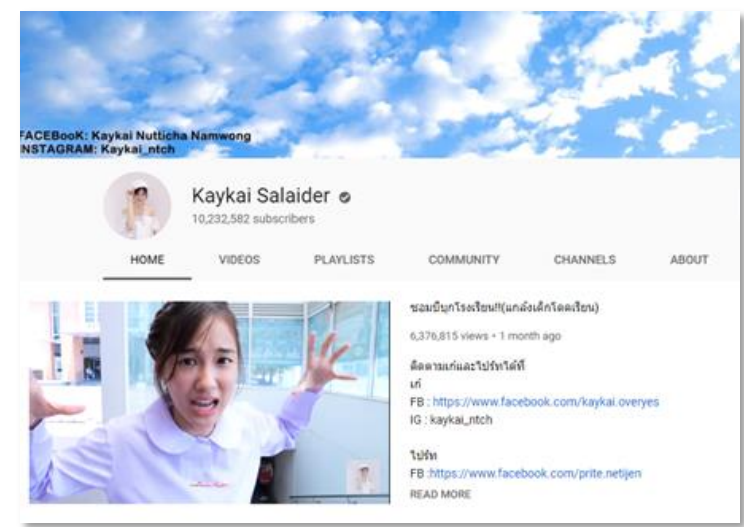 FACEBooK: Kaykai Nutticha Namwong
INSTAGRAM: Kaykai_ntch
Kaykai Salaider
10,232,582 subscribers
HOME VIDEOS PLAYLISTS COMMUNITY CHANNELS ABOUT
ซอมบี้บุกโรงเรียน!!(แกล้งเด็กโดดเรียน)
6,376,815 views • 1 month ago
ติดตามเก๋และไปร์ทได้ที่
เก๋
FB : https://www.facebook.com/kaykai.overyes
IG : kaykai_ntch
ไปร์ท
FB :https://www.facebook.com/prite.netijen
READ MORE